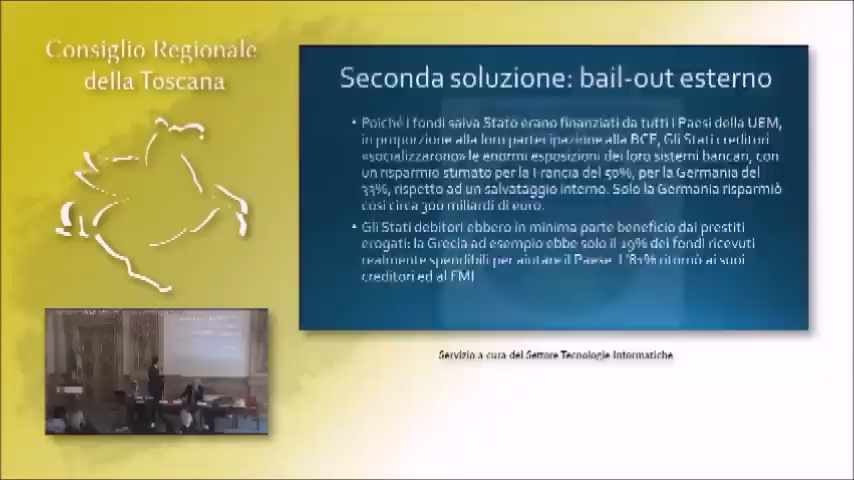 Consiglio Regionale
della Toscana
Seconda soluzione: bail-out esterno
• Poiché i fondi salva Stato erano finanziati da tutti i Paesi della UEM,
in proporzione alla loro partecipazione alla BCE, Gli Stati creditori
«socializzarono» le enormi esposizioni dei loro sistemi bancari, con
un risparmio stimato per la Francia del 50%, per la Germania del
33%, rispetto ad un salvataggio interno. Solo la Germania risparmiò
così circa 300 miliardi di euro.
• Gli Stati debitori ebbero in minima parte beneficio dai prestiti
erogati: la Grecia ad esempio ebbe solo il 19% dei fondi ricevuti
realmente spendibili per aiutare il Paese. L'81% ritornò ai suoi
creditori ed al FMI
Servizio a cura del Settore Tecnologie Informatiche